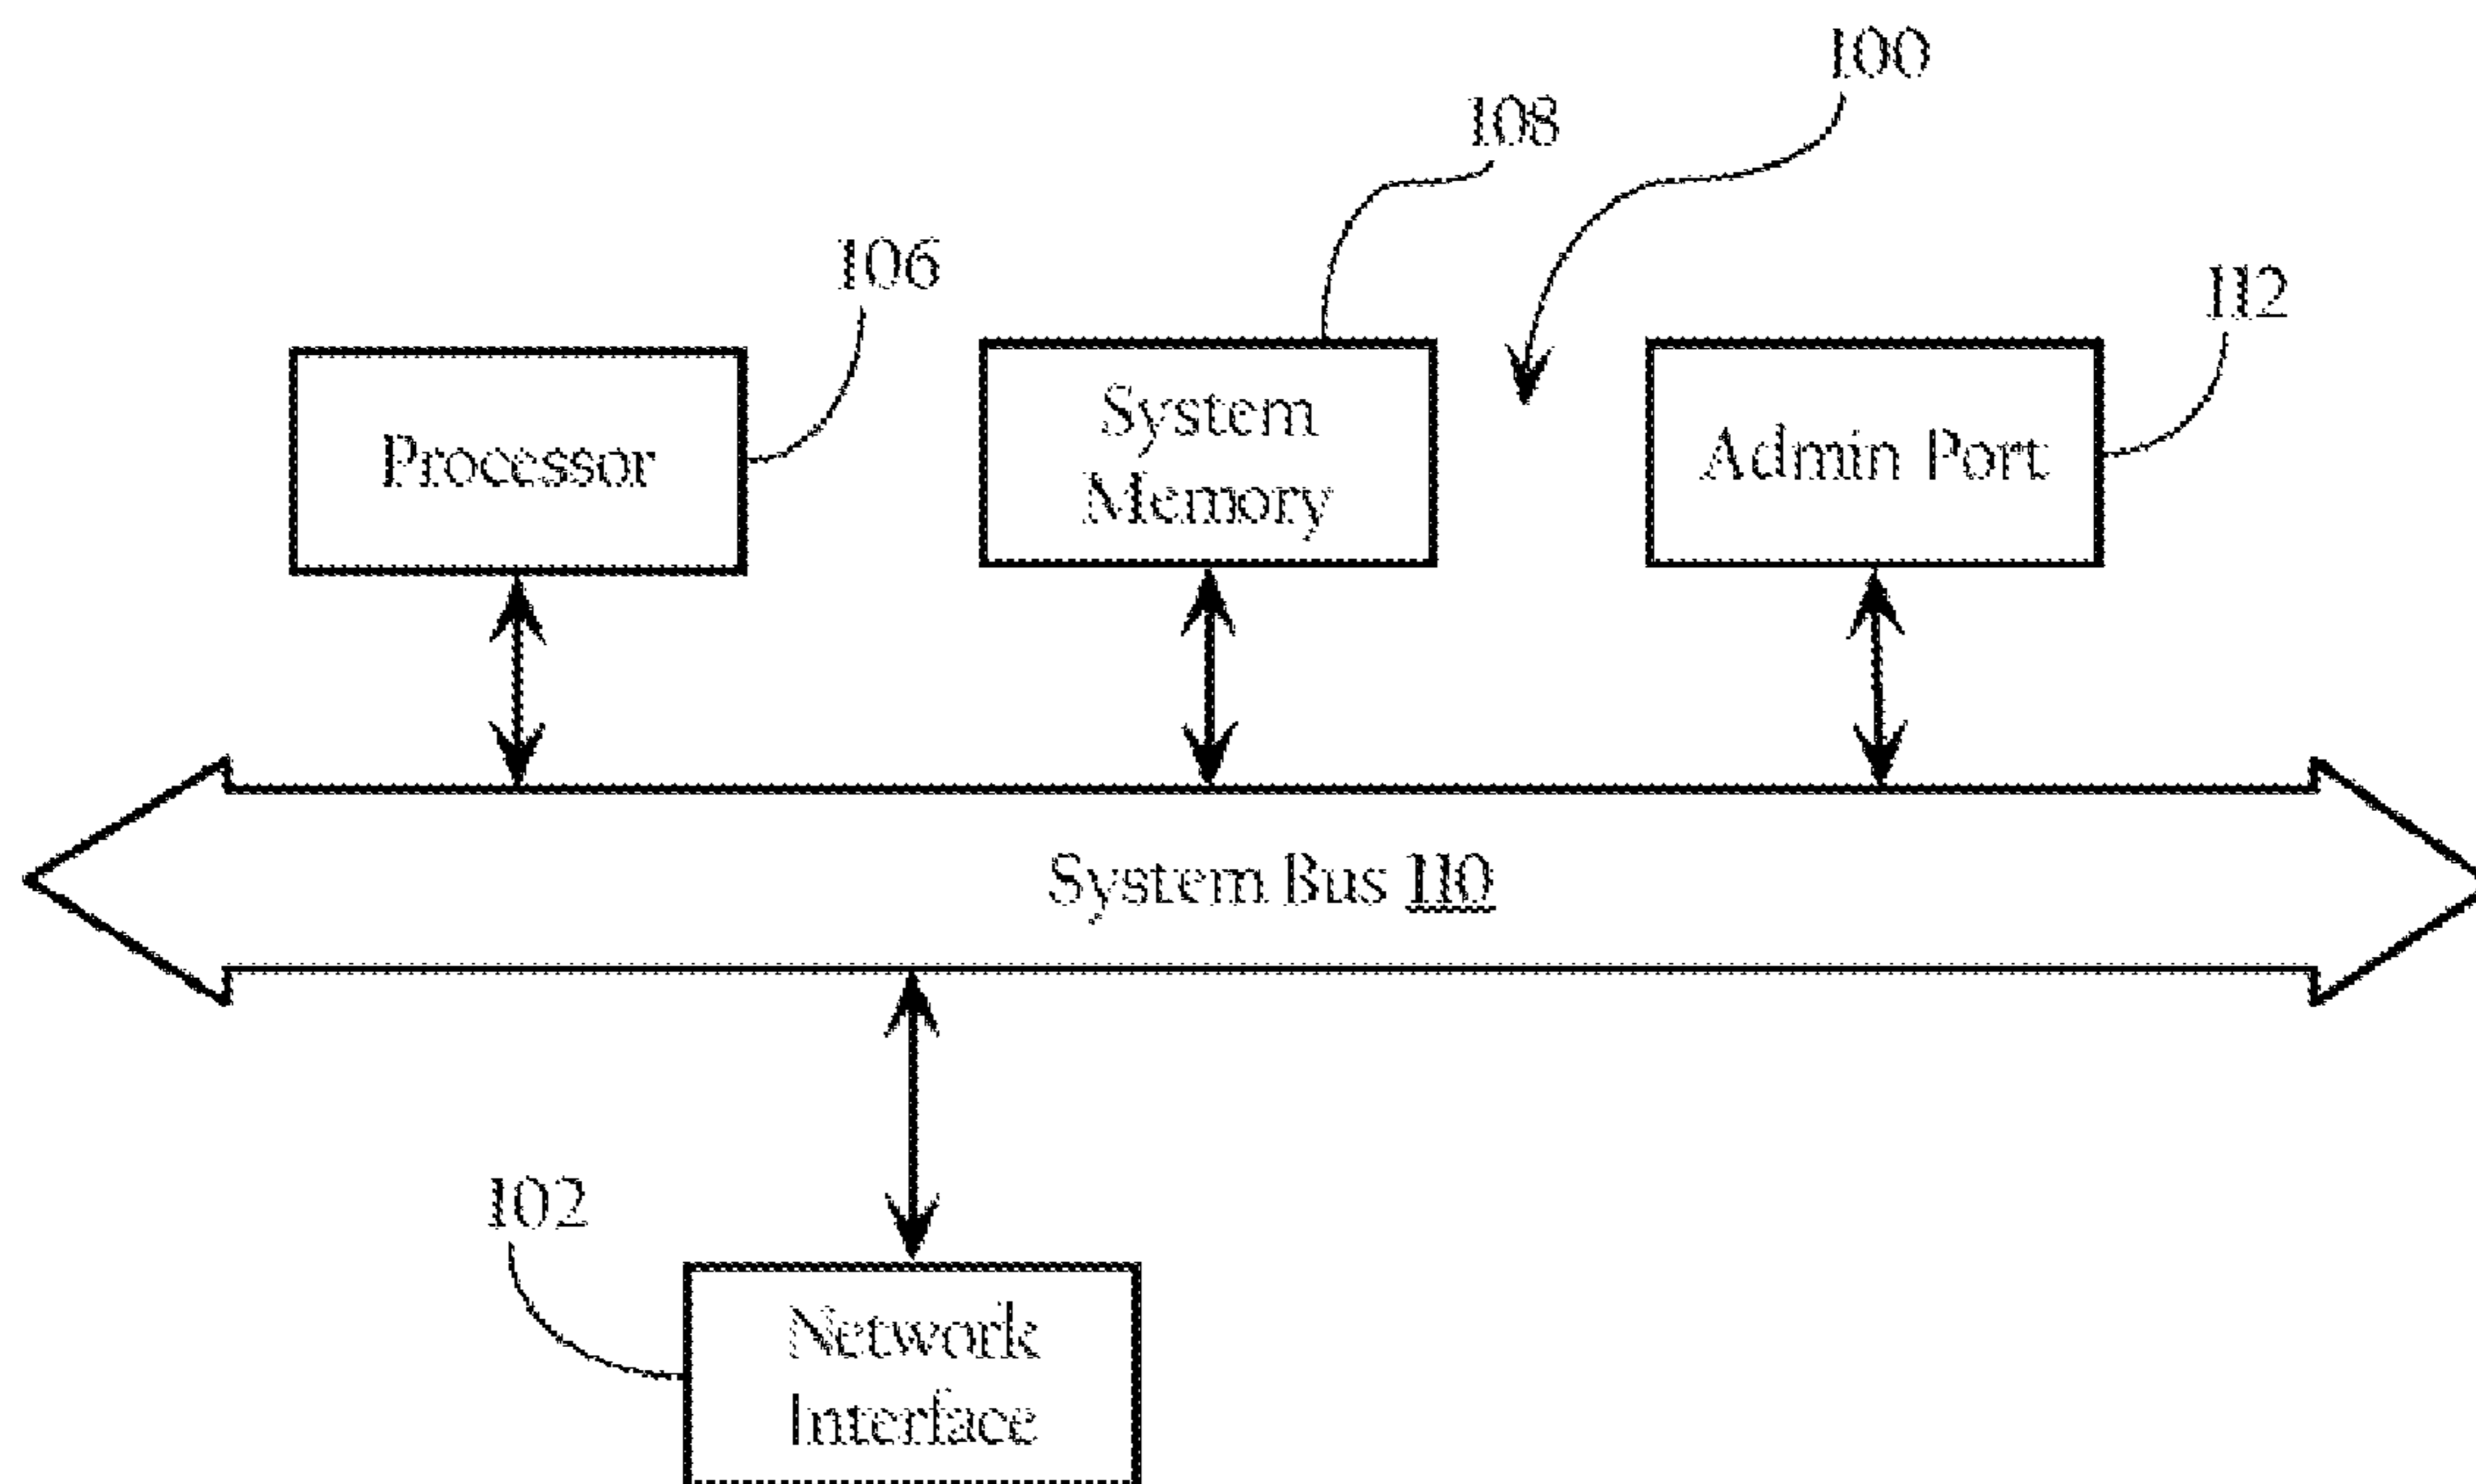 100
108
106
112
Processor
System
Memory
Admin Port
System Bus 110
102
Network
Interface